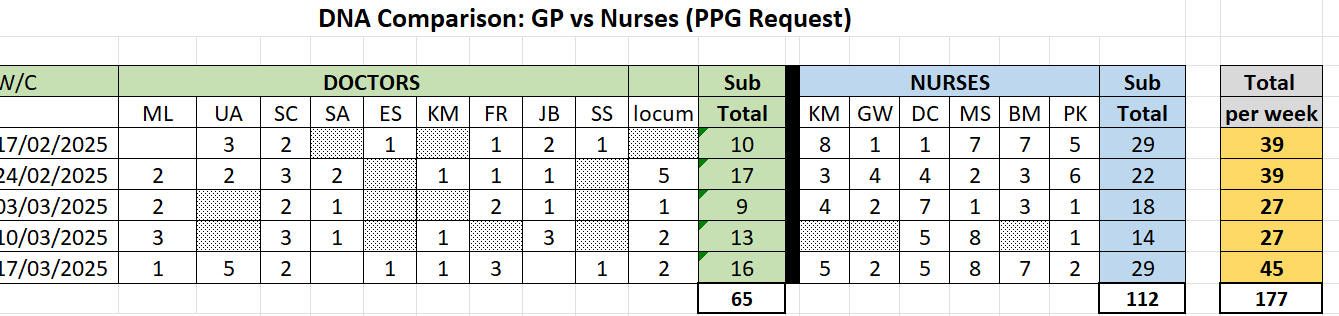 DNA Comparison: GP vs Nurses (PPG Request)
W/C DOCTORS Sub NURSES Sub Total
ML UA SC SA ES KM FR JB SS locum Total KM GW DC MS BM PK Total per week
17/02/2025 3 2 1 1 2 1 10 8 1 1 7 7 5 29 39
24/02/2025 2 2 3 2 1 1 1 5 17 3 4 4 2 3 6 22 39
03/03/2025 2 2 1 2 1 1 9 4 2 7 1 3 1 18 27
10/03/2025 3 3 1 1 3 2 13 5 8 1 14 27
17/03/2025 1 5 2 1 1 3 1 2 16 5 2 5 8 7 2 29 45
65 112 177